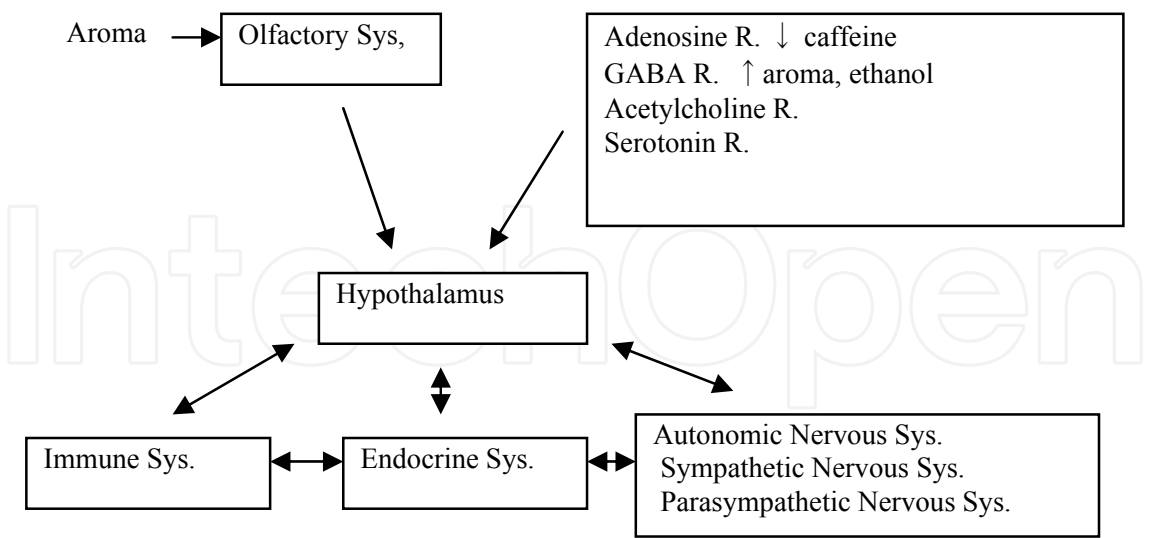 Aroma
Olfactory Sys,
Adenosine R. ↓ caffeine
GABA R. ↑ aroma, ethanol
Acetylcholine R.
Serotonin R.
IntechOpen
Hypothalamus
Immune Sys.
Endocrine Sys.
Autonomic Nervous Sys.
Sympathetic Nervous Sys.
Parasympathetic Nervous Sys.